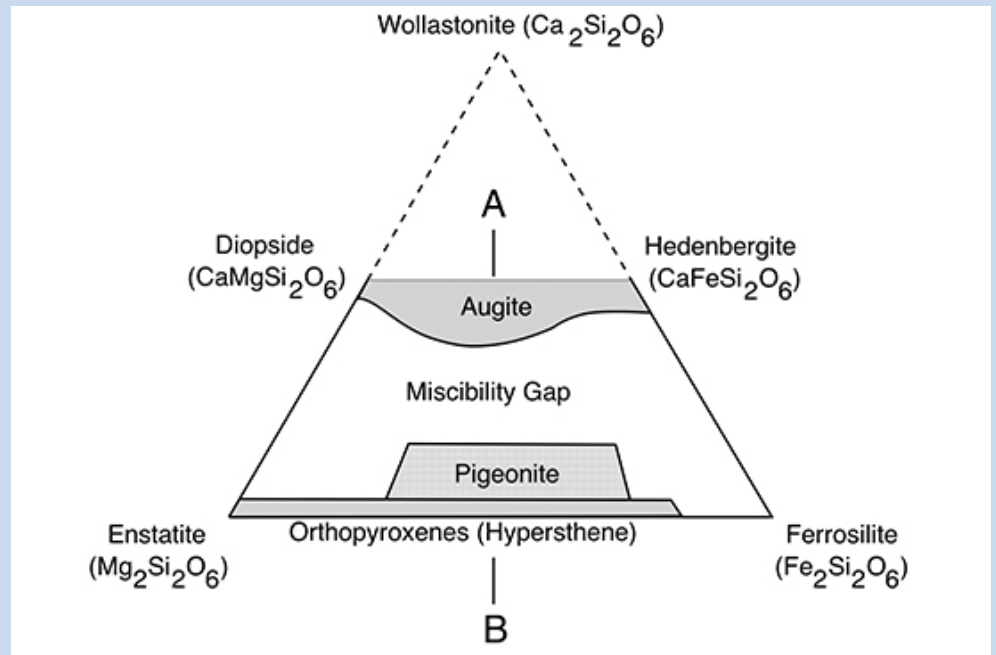 Wollastonite (Ca2Si2O6)
A
Diopside
(CaMgSi2O6)
Hedenbergite
(CaFeSi2O6)
Augite
Miscibility Gap
Pigeonite
Enstatite
(Mg2Si2O6)
Orthopyroxenes (Hypersthene)
Ferrosilite
(Fe2Si2O6)
B